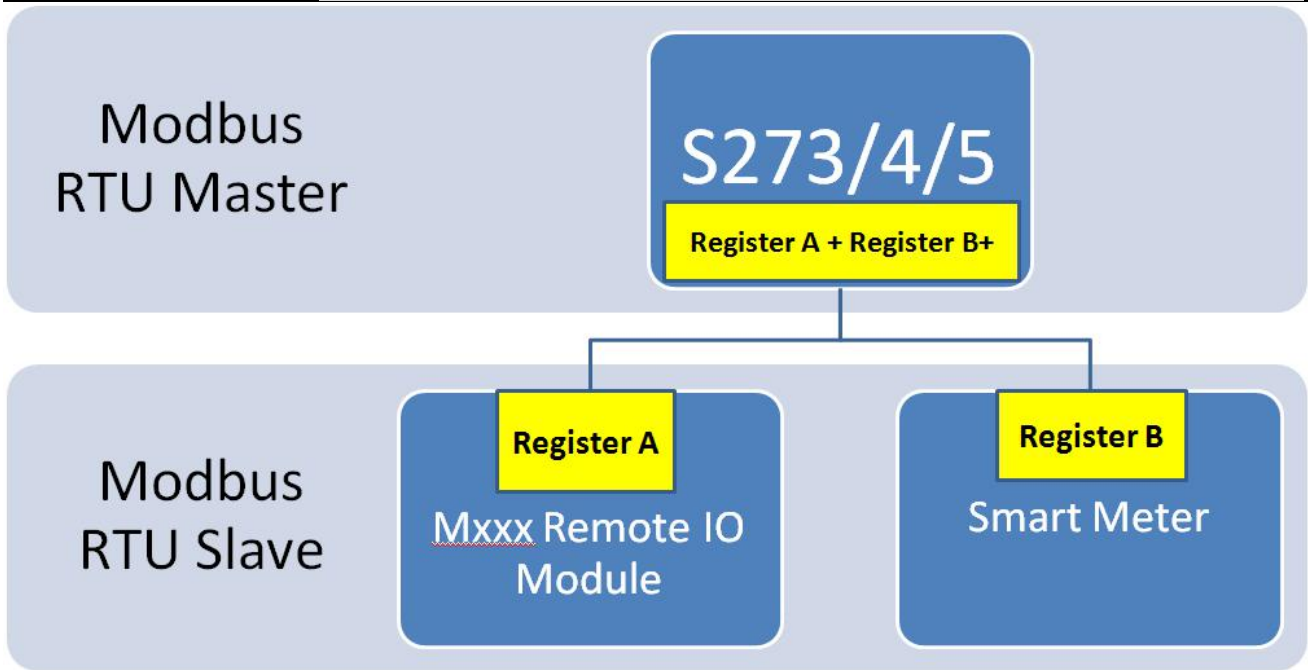 Modbus
RTU Master
S273/4/5
Register A + Register B+
Modbus
RTU Slave
Register A
Mxxx Remote IO
Module
Register B
Smart Meter